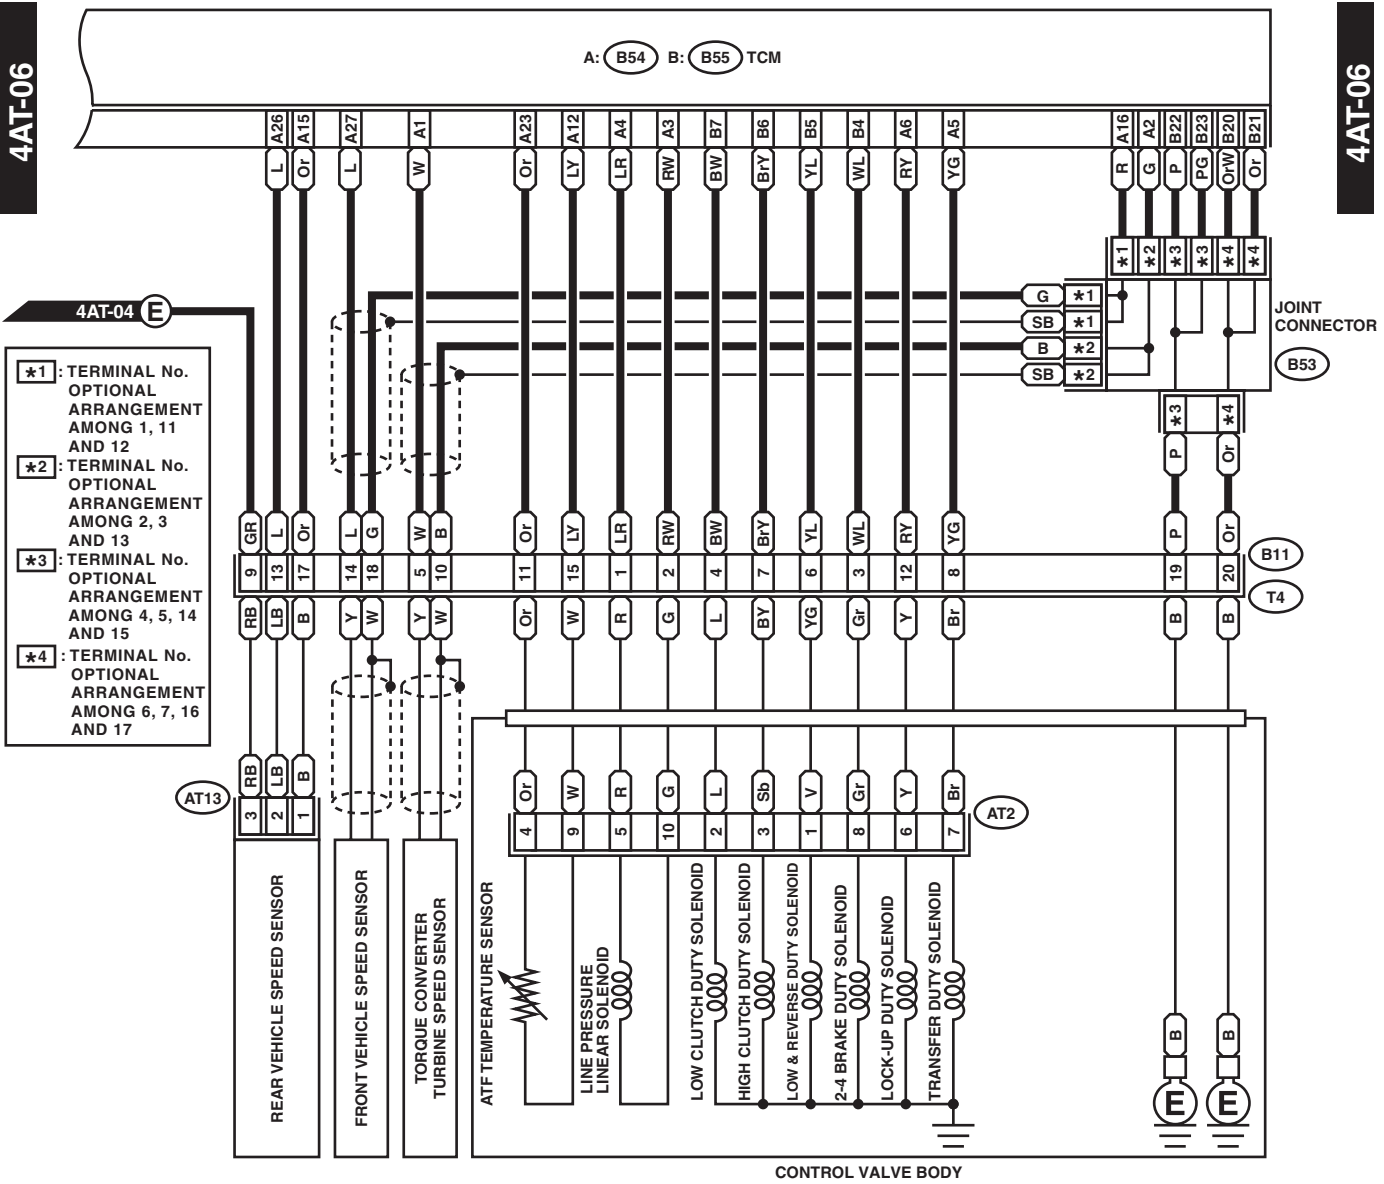 4AT-06
4AT-06
A: B54 B: B55 TCM
A26 A15 A27 A1 A23 A12 A4 A3 B7 B6 B5 B4 A6 A5 A16 A2 B22 B23 B20 B21
L Or L W Or LY LR RW BW BrY YL WL RY YG R G P PG OrW Or
*1 *2 *3 *3 *4 *4
4AT-04 E
G *1
SB *1
B *2
SB *2
JOINT
CONNECTOR
B53
*3 *4
P Or
*1 : TERMINAL No.
OPTIONAL
ARRANGEMENT
AMONG 1, 11
AND 12
*2 : TERMINAL No.
OPTIONAL
ARRANGEMENT
AMONG 2, 3
AND 13
*3 : TERMINAL No.
OPTIONAL
ARRANGEMENT
AMONG 4, 5, 14
AND 15
*4 : TERMINAL No.
OPTIONAL
ARRANGEMENT
AMONG 6, 7, 16
AND 17
GR L Or L G W B Or LY LR RW BW BrY YL WL RY YG P Or
B11
9 13 17 14 18 5 10 11 15 1 2 4 7 6 3 12 8 19 20
T4
RB LB B Y W Y W Or W R G L BY YG Gr Y Br B B
RB LB B Or W R G L Sb V Gr Y Br
AT13
3 2 1
4 9 5 10 2 3 1 8 6 7
AT2
REAR VEHICLE SPEED SENSOR
FRONT VEHICLE SPEED SENSOR
TORQUE CONVERTER
TURBINE SPEED SENSOR
ATF TEMPERATURE SENSOR
LINE PRESSURE
LINEAR SOLENOID
LOW CLUTCH DUTY SOLENOID
HIGH CLUTCH DUTY SOLENOID
LOW & REVERSE DUTY SOLENOID
2-4 BRAKE DUTY SOLENOID
LOCK-UP DUTY SOLENOID
TRANSFER DUTY SOLENOID
B B
E E
CONTROL VALVE BODY